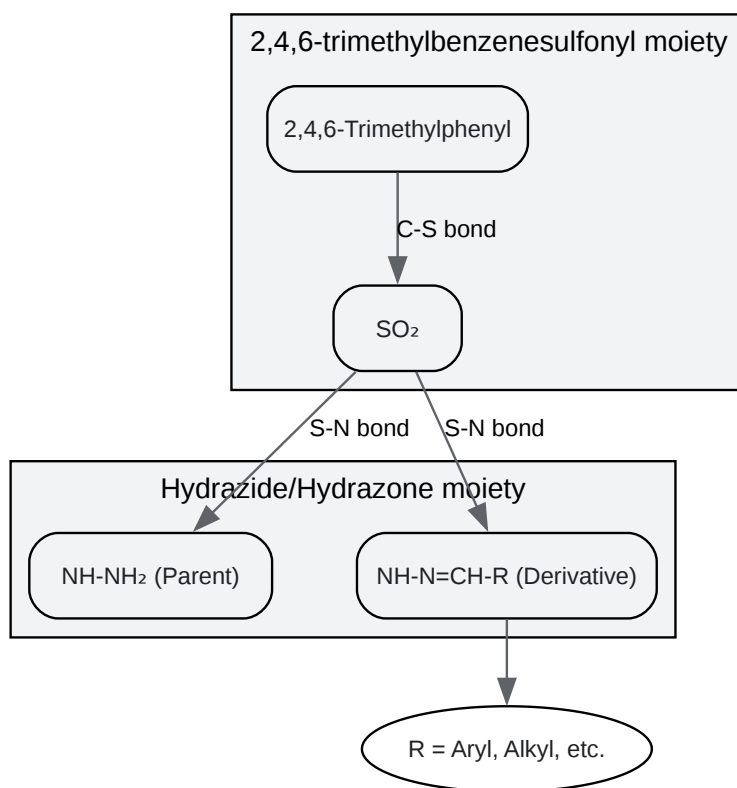 2,4,6-trimethylbenzenesulfonyl moiety
2,4,6-Trimethylphenyl
C-S bond
SO₂
S-N bond
S-N bond
Hydrazide/Hydrazone moiety
NH-NH₂ (Parent)
NH-N=CH-R (Derivative)
R = Aryl, Alkyl, etc.